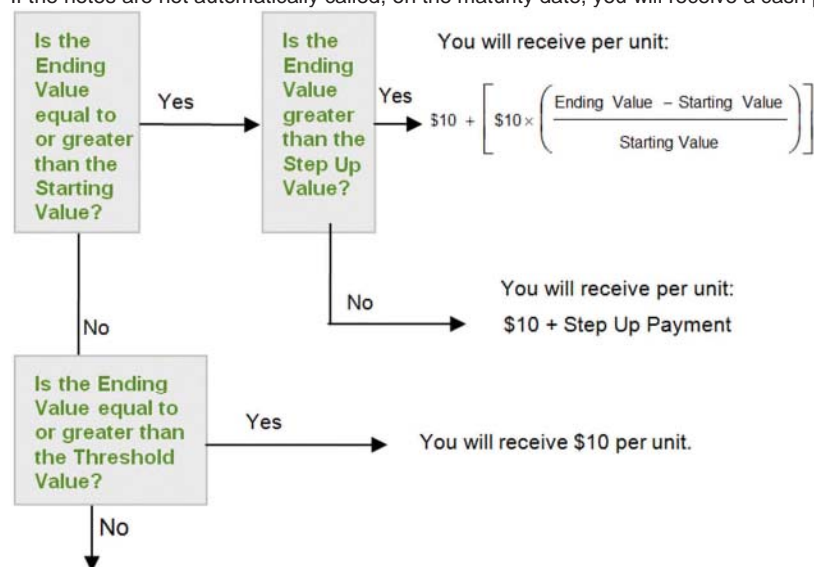 If the notes are not automatically called, on the maturity date, you will receive a cash
Is the
Ending
Value
equal to
or greater
than the
Starting
Value?
Yes
Is the
Ending
Value
greater
than the
Step Up
Value?
Yes
You will receive per unit:
$10 + [ $10 × ( Ending Value – Starting Value / Starting Value ) ]
No
You will receive per unit:
$10 + Step Up Payment
No
Is the Ending
Value equal to
or greater than
the Threshold
Value?
Yes
You will receive $10 per unit.
No